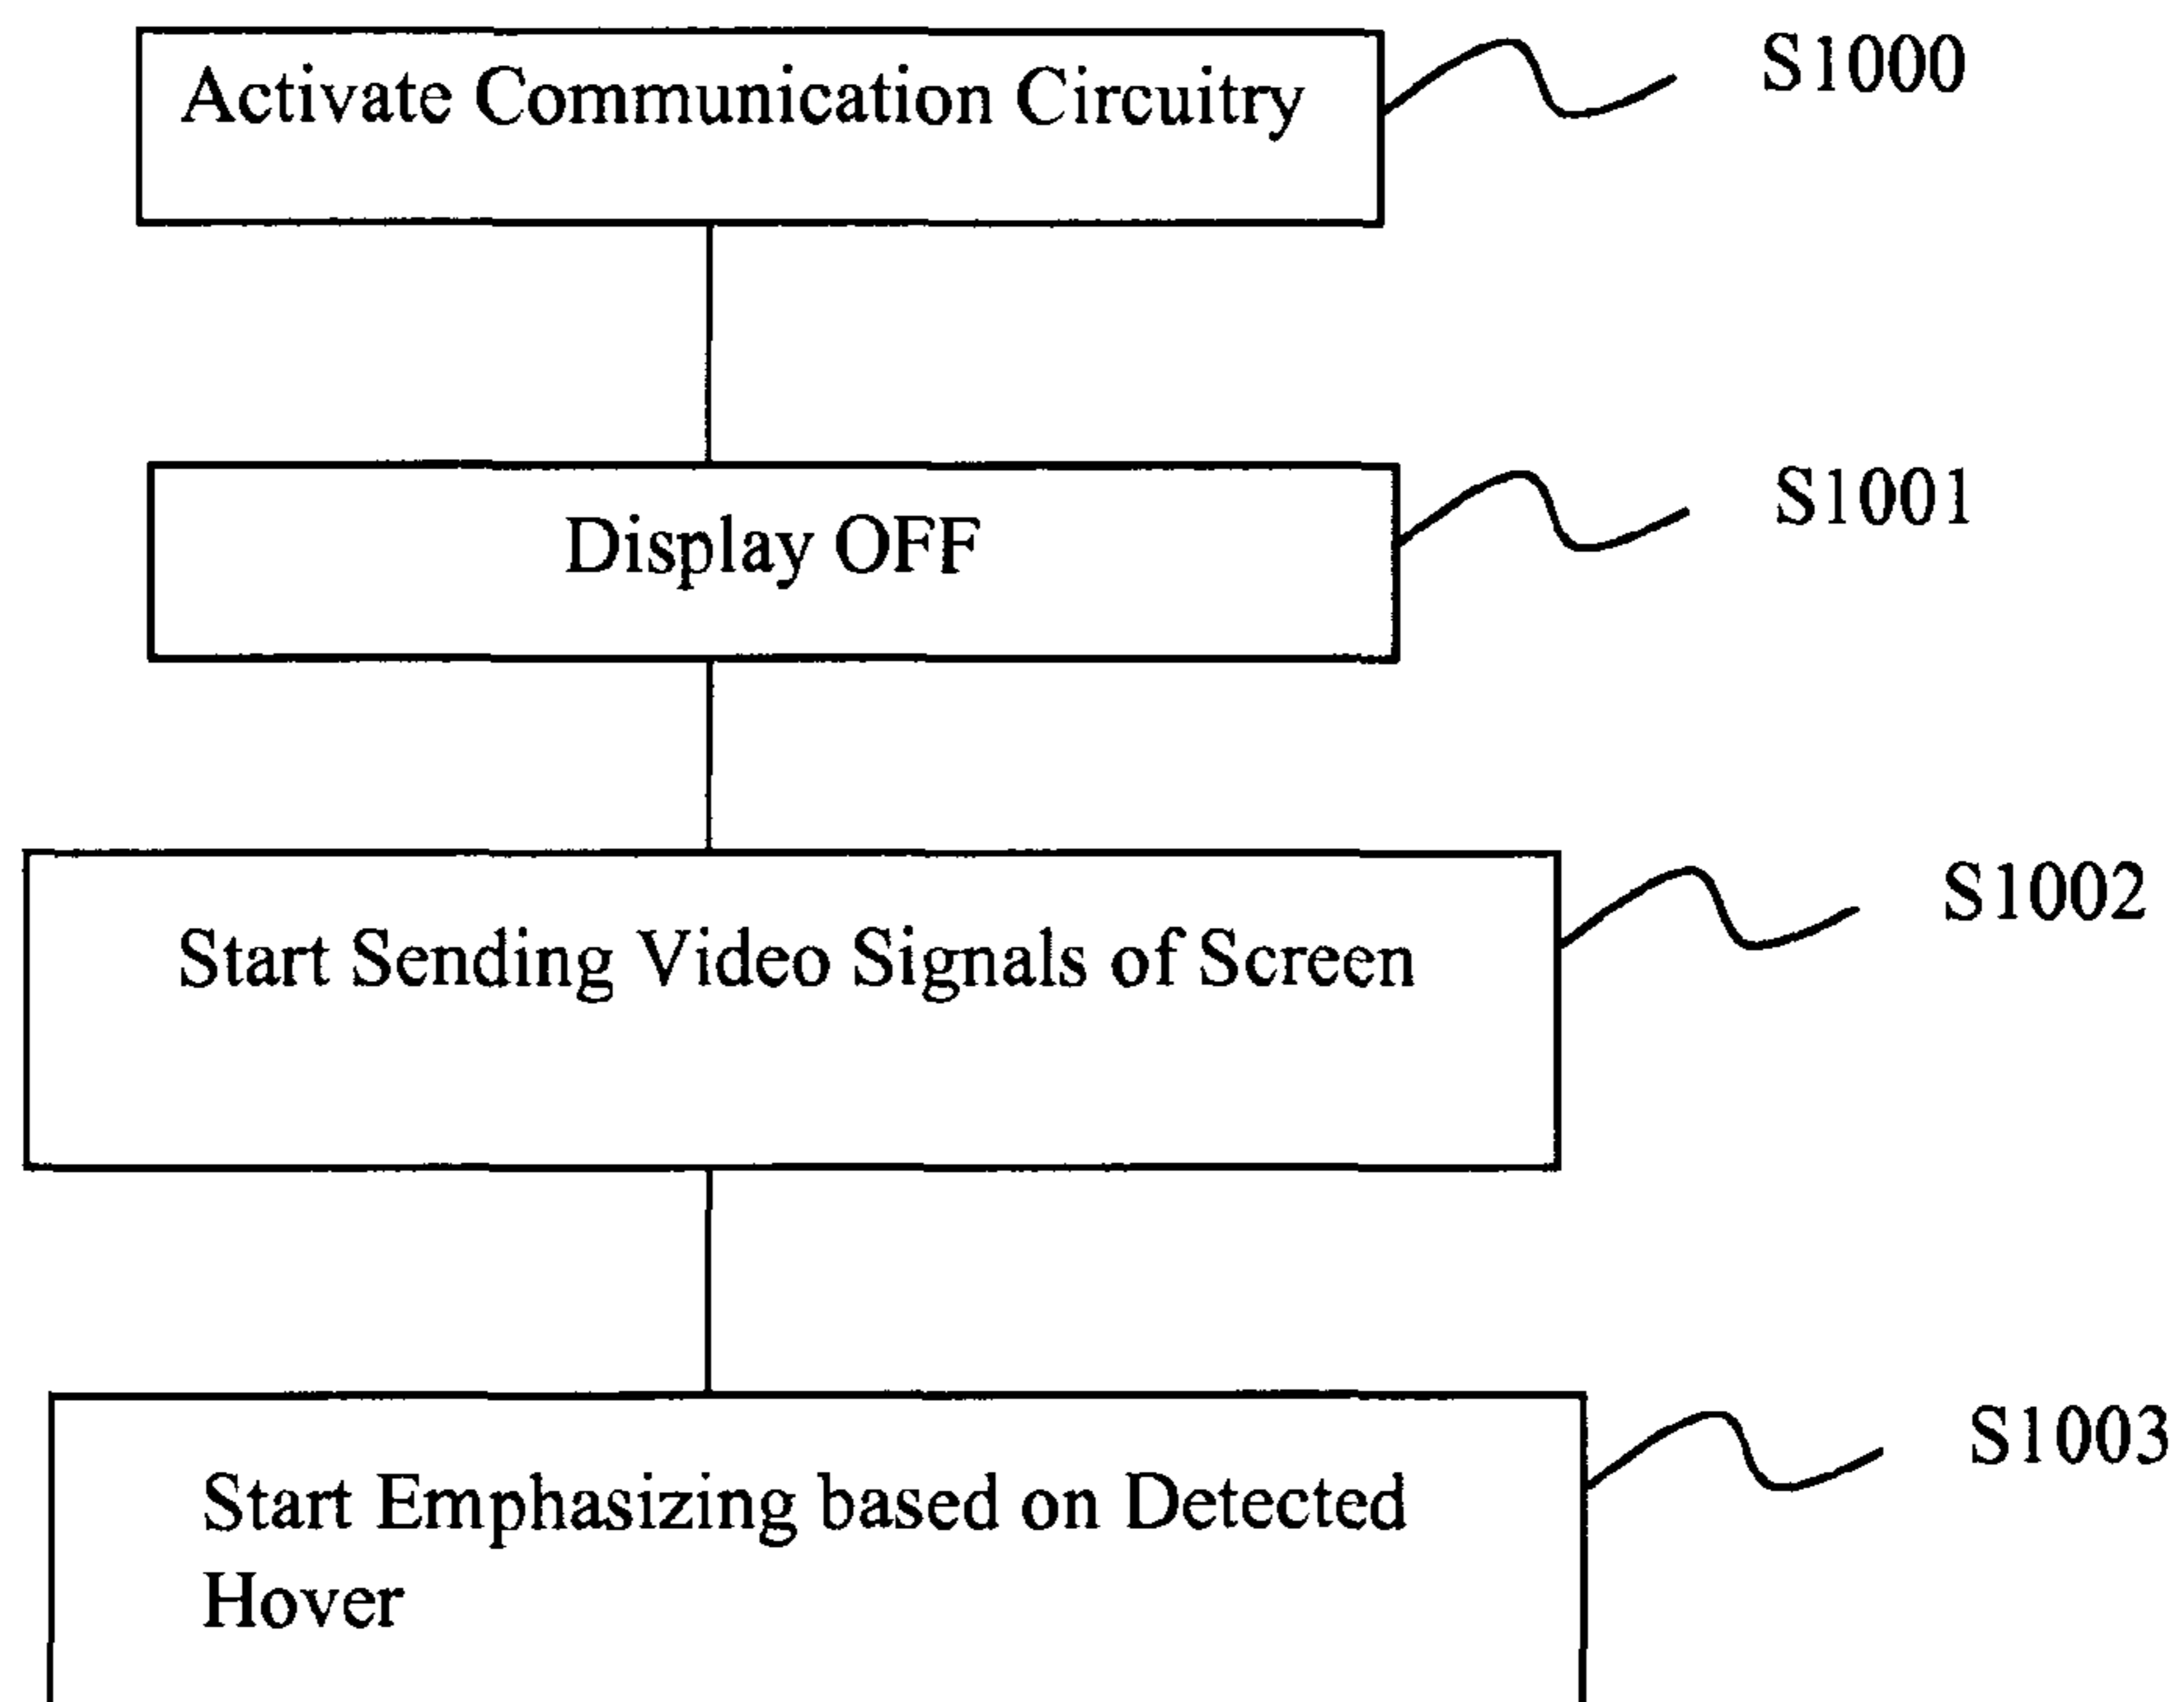 Activate Communication Circuitry
S1000
Display OFF
S1001
Start Sending Video Signals of Screen
S1002
Start Emphasizing based on Detected
Hover
S1003